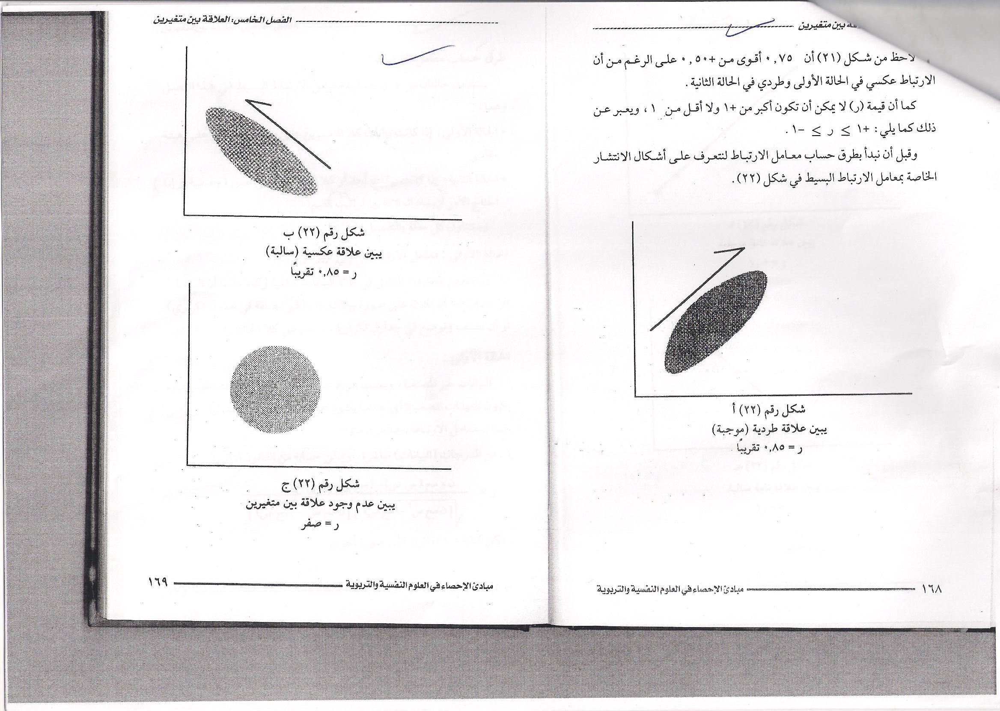 بين متغيرين
لاحظ من شكل (٢١) أن ٠,٧٥ أقوى من +٠,٥٠ على الرغم من أن
الارتباط عكسي في الحالة الأولى وطردي في الحالة الثانية.
كما أن قيمة (ر) لا يمكن أن تكون أكبر من +١ ولا أقل من ١، ويعبر عن
ذلك كما يلي: +١ ≥ ر ≥ -١.
وقبل أن نبدأ بطرق حساب معامل الارتباط لنتعرف على أشكال الانتشار
الخاصة بمعامل الارتباط البسيط في شكل (٢٢).
شكل رقم (٢٢) أ
يبين علاقة طردية (موجبة)
ر = ٠,٨٥ تقريبًا
١٦٨ مبادئ الإحصاء في العلوم النفسية والتربوية
الفصل الخامس: العلاقة بين متغيرين
شكل رقم (٢٢) ب
يبين علاقة عكسية (سالبة)
ر = ٠,٨٥ تقريبًا
شكل رقم (٢٢) ج
يبين عدم وجود علاقة بين متغيرين
ر = صفر
مبادئ الإحصاء في العلوم النفسية والتربوية ١٦٩